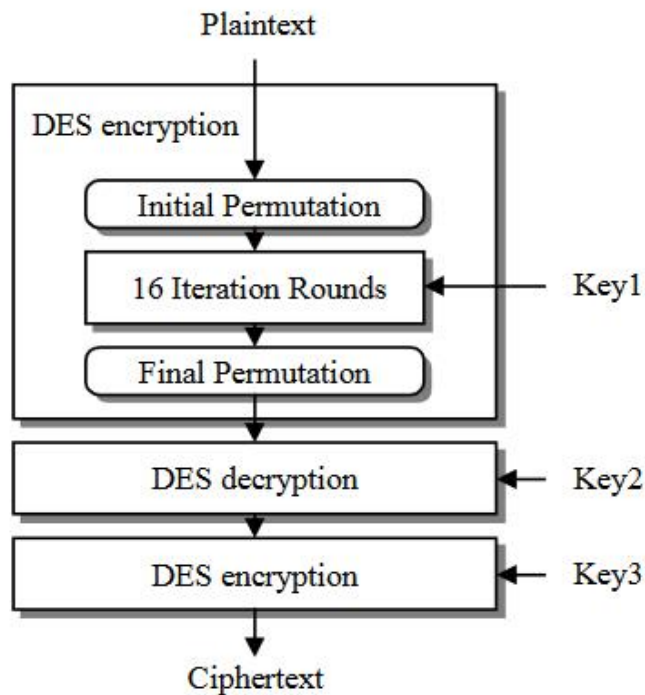 Plaintext
DES encryption
Initial Permutation
16 Iteration Rounds
Key1
Final Permutation
DES decryption
Key2
DES encryption
Key3
Ciphertext